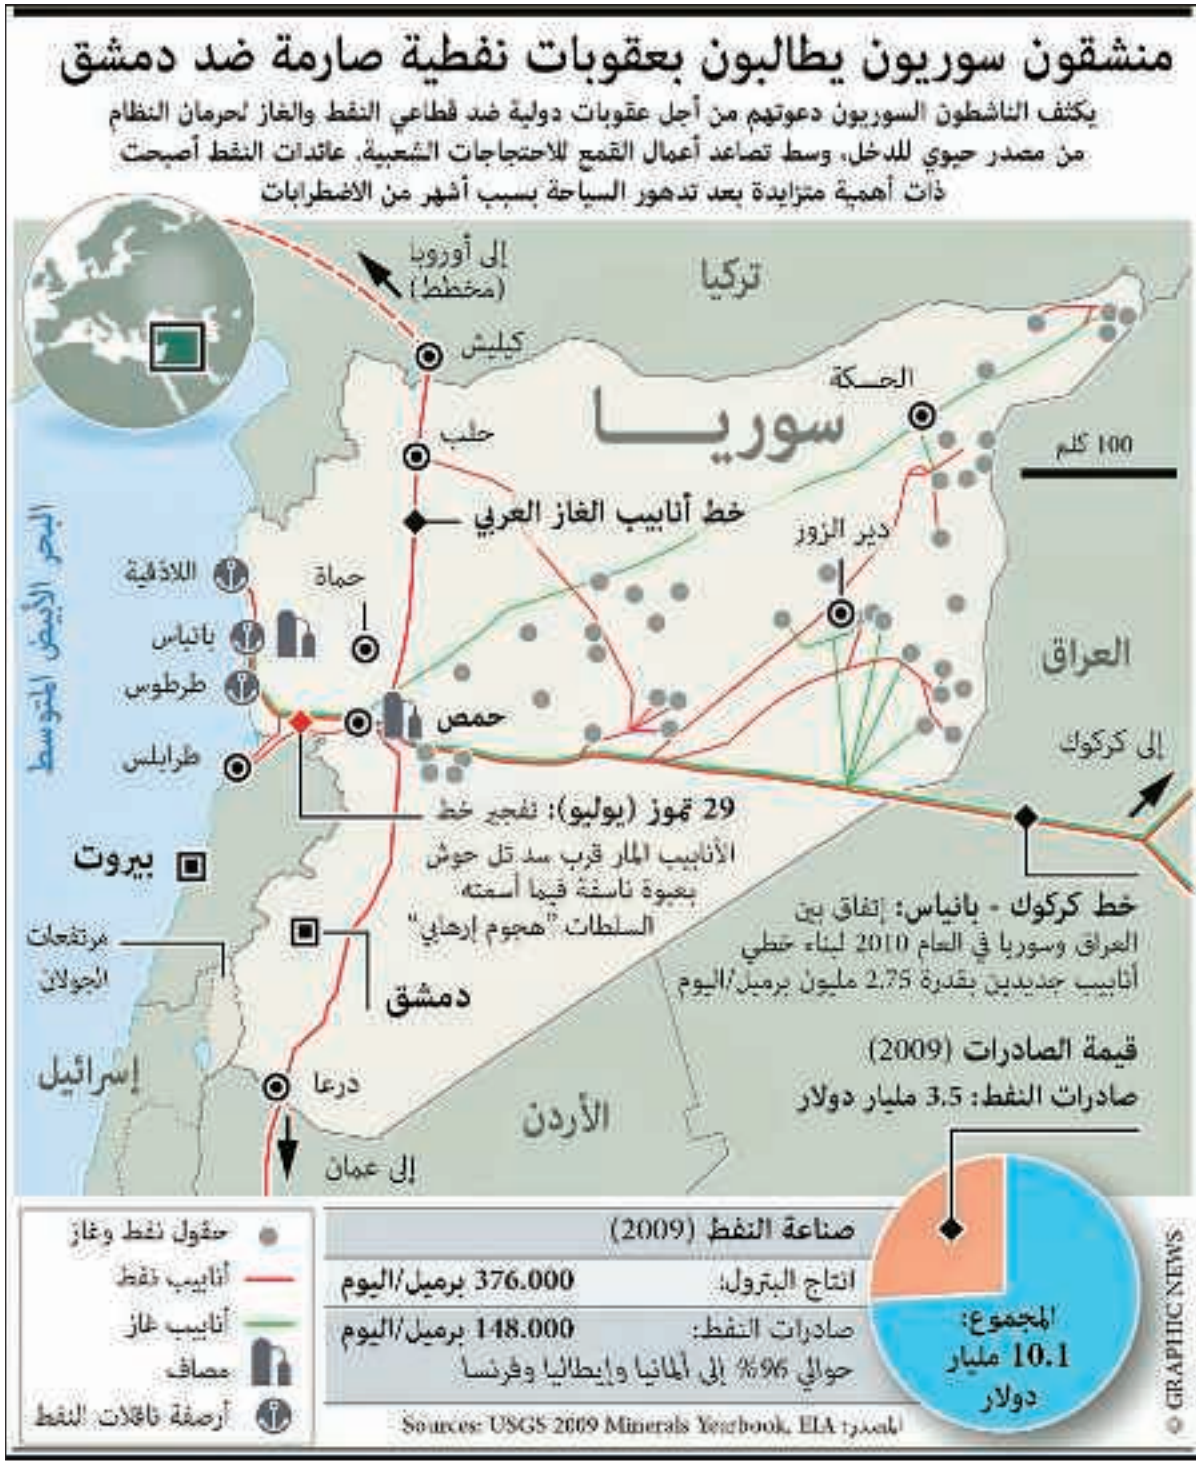 منشقون سوريون يطالبون بعقوبات نفطية صارمة ضد دمشق
يكثف الناشطون السوريون دعوتهم من أجل عقوبات دولية ضد قطاعي النفط والغاز لحرمان النظام
من مصدر حيوي للدخل، وسط تصاعد أعمال القمع للاحتجاجات الشعبية. عائدات النفط أصبحت
ذات أهمية متزايدة بعد تدهور السياحة بسبب أشهر من الاضطرابات
إلى أوروبا
(مخطط)
تركيا
كيليش
الحسكة
سوريا
حلب
100 كلم
خط أنابيب الغاز العربي
دير الزور
البحر الأبيض المتوسط
اللاذقية
حماة
بانياس
العراق
طرطوس
حمص
إلى كركوك
طرابلس
29 تموز (يوليو): تفجير خط
الأنابيب المار قرب سد تل حوش
بعبوة ناسفة فيما أسمته
السلطات "هجوم إرهابي"
بيروت
خط كركوك - بانياس: إتفاق بين
العراق وسوريا في العام 2010 لبناء خطي
أنابيب جديدين بقدرة 2.75 مليون برميل/اليوم
مرتفعات
الجولان
دمشق
قيمة الصادرات (2009)
صادرات النفط: 3.5 مليار دولار
إسرائيل
درعا
الأردن
إلى عمان
المجموع:
10.1 مليار
دولار
صناعة النفط (2009)
انتاج البترول: 376.000 برميل/اليوم
صادرات النفط: 148.000 برميل/اليوم
حوالي 96% إلى ألمانيا وإيطاليا وفرنسا
حقول نفط وغاز
أنابيب نفط
أنابيب غاز
مصاف
أرصفة ناقلات النفط
المصدر: Sources: USGS 2009 Minerals Yearbook, EIA
© GRAPHIC NEWS